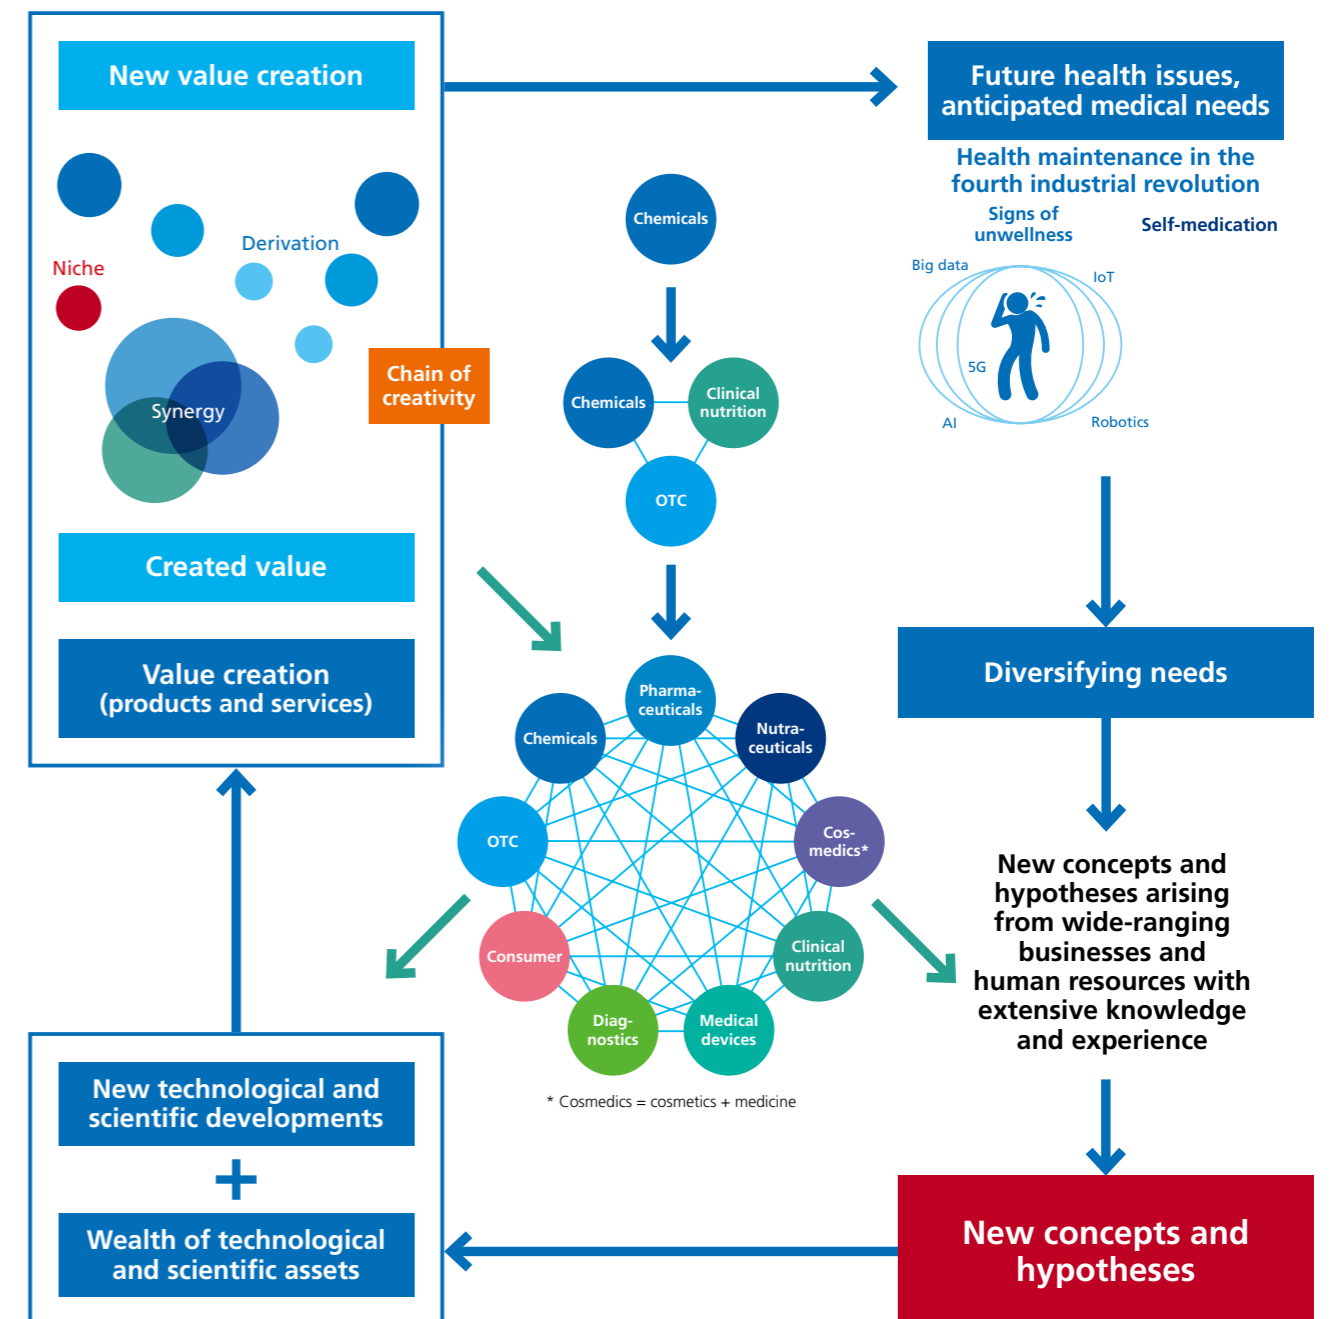 New value creation
Niche
Derivation
Synergy
Chain of
creativity
Created value
Value creation
(products and services)
New technological and
scientific developments
+
Wealth of technological
and scientific assets
Chemicals
Chemicals
Clinical
nutrition
OTC
Pharma-
ceuticals
Chemicals
Nutra-
ceuticals
OTC
Cos-
medics*
Consumer
Clinical
nutrition
Diag-
nostics
Medical
devices
* Cosmedics = cosmetics + medicine
Future health issues,
anticipated medical needs
Health maintenance in the
fourth industrial revolution
Signs of
unwellness
Self-medication
Big data
IoT
5G
AI
Robotics
Diversifying needs
New concepts and
hypotheses arising
from wide-ranging
businesses and
human resources with
extensive knowledge
and experience
New concepts and
hypotheses